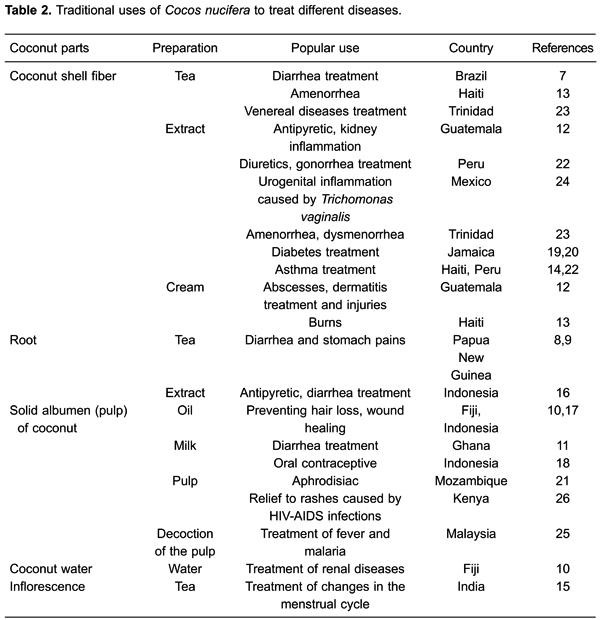 Table 2. Traditional uses of Cocos nucifera to treat different diseases.
Coconut parts Preparation Popular use Country References
Coconut shell fiber Tea Diarrhea treatment Brazil 7
Amenorrhea Haiti 13
Venereal diseases treatment Trinidad 23
Extract Antipyretic, kidney Guatemala 12
inflammation
Diuretics, gonorrhea treatment Peru 22
Urogenital inflammation Mexico 24
caused by Trichomonas
vaginalis
Amenorrhea, dysmenorrhea Trinidad 23
Diabetes treatment Jamaica 19,20
Asthma treatment Haiti, Peru 14,22
Cream Abscesses, dermatitis Guatemala 12
treatment and injuries
Burns Haiti 13
Root Tea Diarrhea and stomach pains Papua 8,9
New
Guinea
Extract Antipyretic, diarrhea treatment Indonesia 16
Solid albumen (pulp) Oil Preventing hair loss, wound Fiji, 10,17
of coconut healing Indonesia
Milk Diarrhea treatment Ghana 11
Oral contraceptive Indonesia 18
Pulp Aphrodisiac Mozambique 21
Relief to rashes caused by Kenya 26
HIV-AIDS infections
Decoction Treatment of fever and Malaysia 25
of the pulp malaria
Coconut water Water Treatment of renal diseases Fiji 10
Inflorescence Tea Treatment of changes in the India 15
menstrual cycle